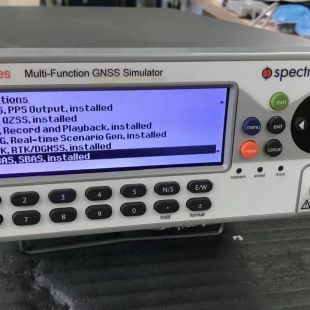 es Multi-Function GNSS Simulator
spectr
tions
S, PPS Output, installed
, QZSS, installed
, Record and Playback, installed
G, Real-time Scenario Gen, installed
K, RTK/DGNSS, installed
BAS, SBAS, installed
start
menu
exit
cancel
2 3 4 5 N/S E/W
7 8 9 0 . ±
hold format